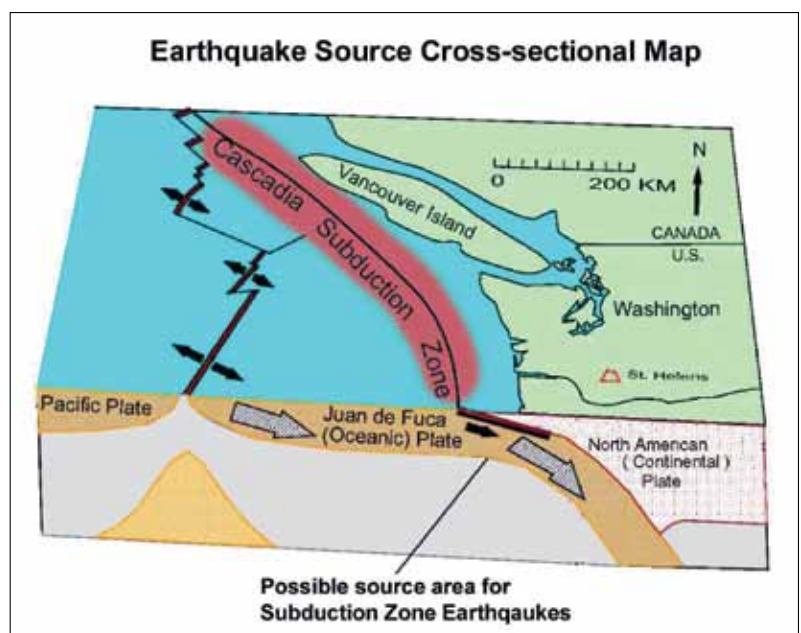 Earthquake Source Cross-sectional Map
Cascadia Subduction Zone
Vancouver Island
0 200 KM
N
CANADA
U.S.
Washington
St. Helens
Pacific Plate
Juan de Fuca
(Oceanic) Plate
North American
( Continental )
Plate
Possible source area for
Subduction Zone Earthqaukes